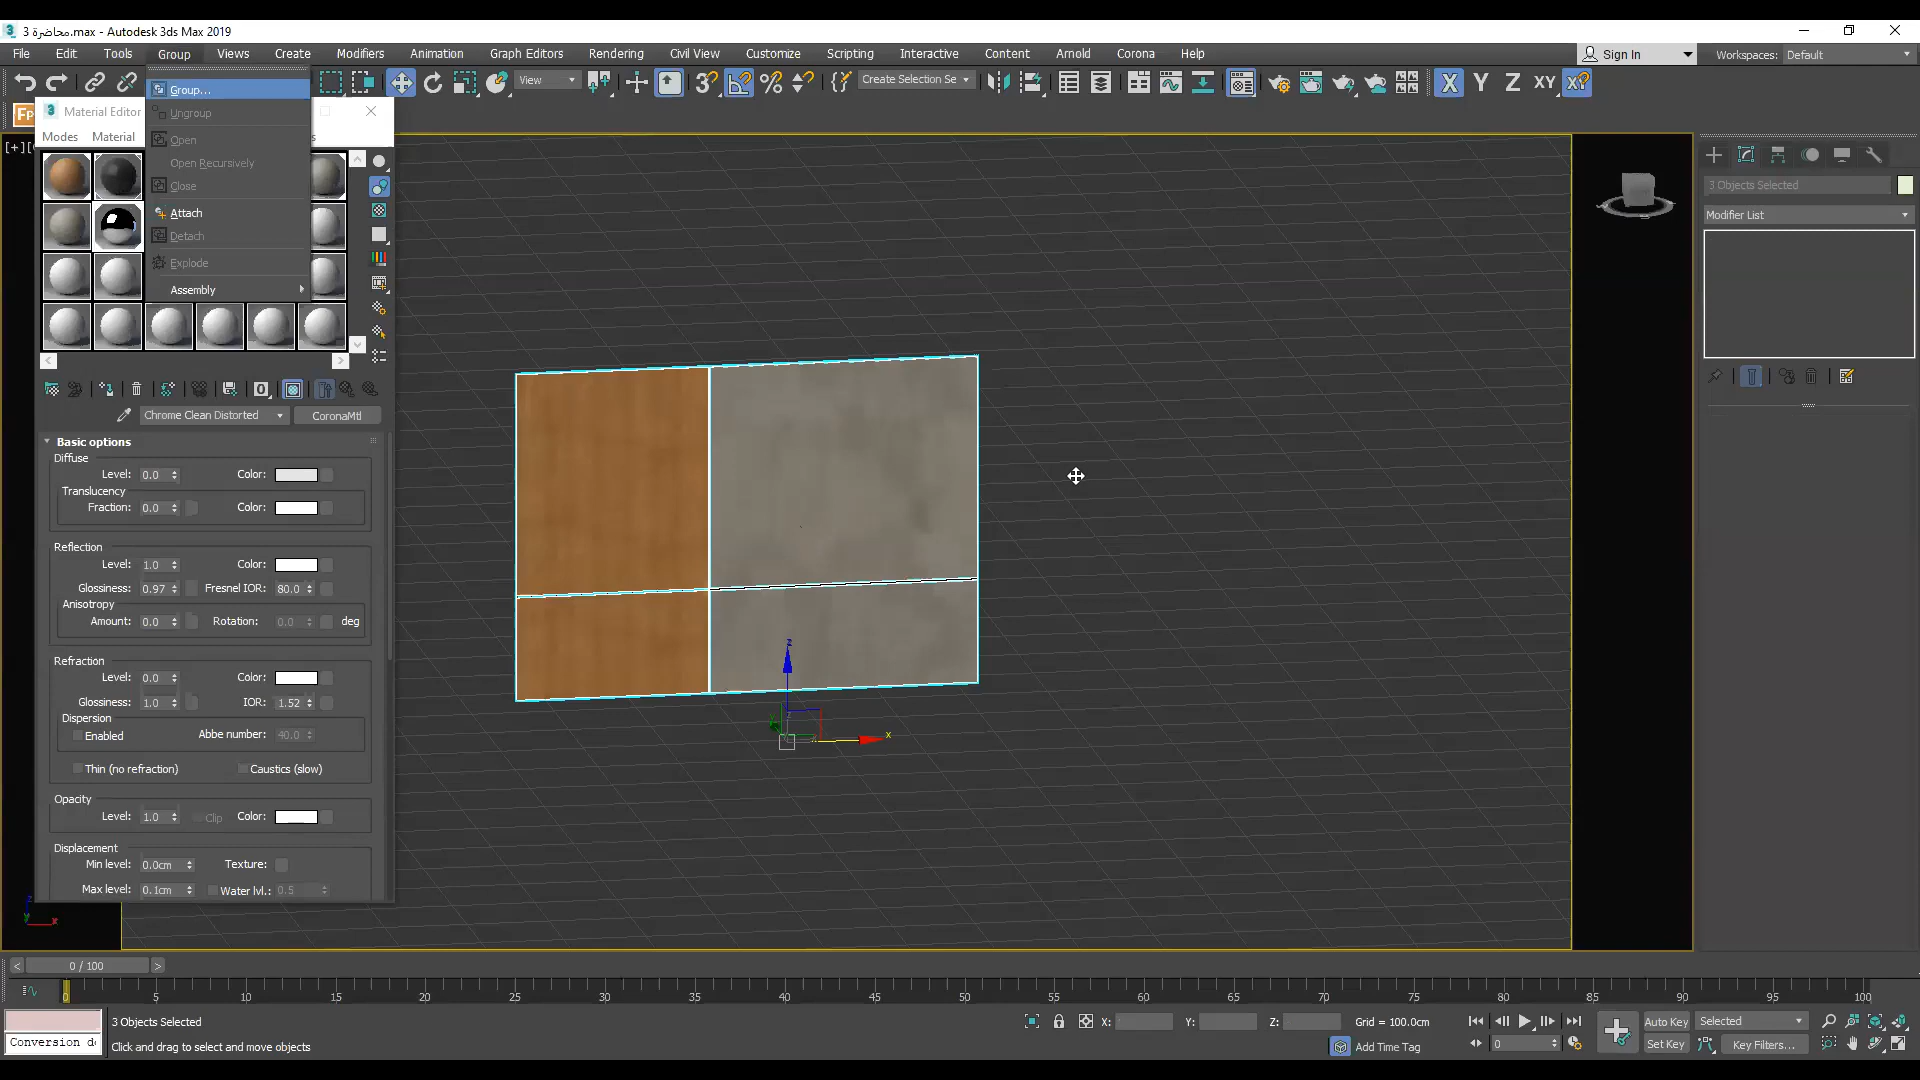 محاضرة 3.max - Autodesk 3ds Max 2019
File Edit Tools Group Views Create Modifiers Animation Graph Editors Rendering Civil View Customize Scripting Interactive Content Arnold Corona Help
Sign In
Workspaces: Default
View
Create Selection Se
X Y Z XY
Group...
Ungroup
Open
Open Recursively
Close
Attach
Detach
Explode
Assembly
Material Editor
Modes Material
[+]
3 Objects Selected
Modifier List
Chrome Clean Distorted
CoronaMtl
Basic options
Diffuse
Level: 0.0 Color:
Translucency
Fraction: 0.0 Color:
Reflection
Level: 1.0 Color:
Glossiness: 0.97 Fresnel IOR: 80.0
Anisotropy
Amount: 0.0 Rotation: 0.0 deg
Refraction
Level: 0.0 Color:
Glossiness: 1.0 IOR: 1.52
Dispersion
Enabled Abbe number: 40.0
Thin (no refraction) Caustics (slow)
Opacity
Level: 1.0 Clip Color:
Displacement
Min level: 0.0cm Texture:
Max level: 0.1cm Water lvl.: 0.5
z
x
0 / 100
0 5 10 15 20 25 30 35 40 45 50 55 60 65 70 75 80 85 90 95 100
3 Objects Selected
X: Y: Z: Grid = 100.0cm
Auto Key Selected
Conversion de
Click and drag to select and move objects
Add Time Tag
0
Set Key Key Filters...